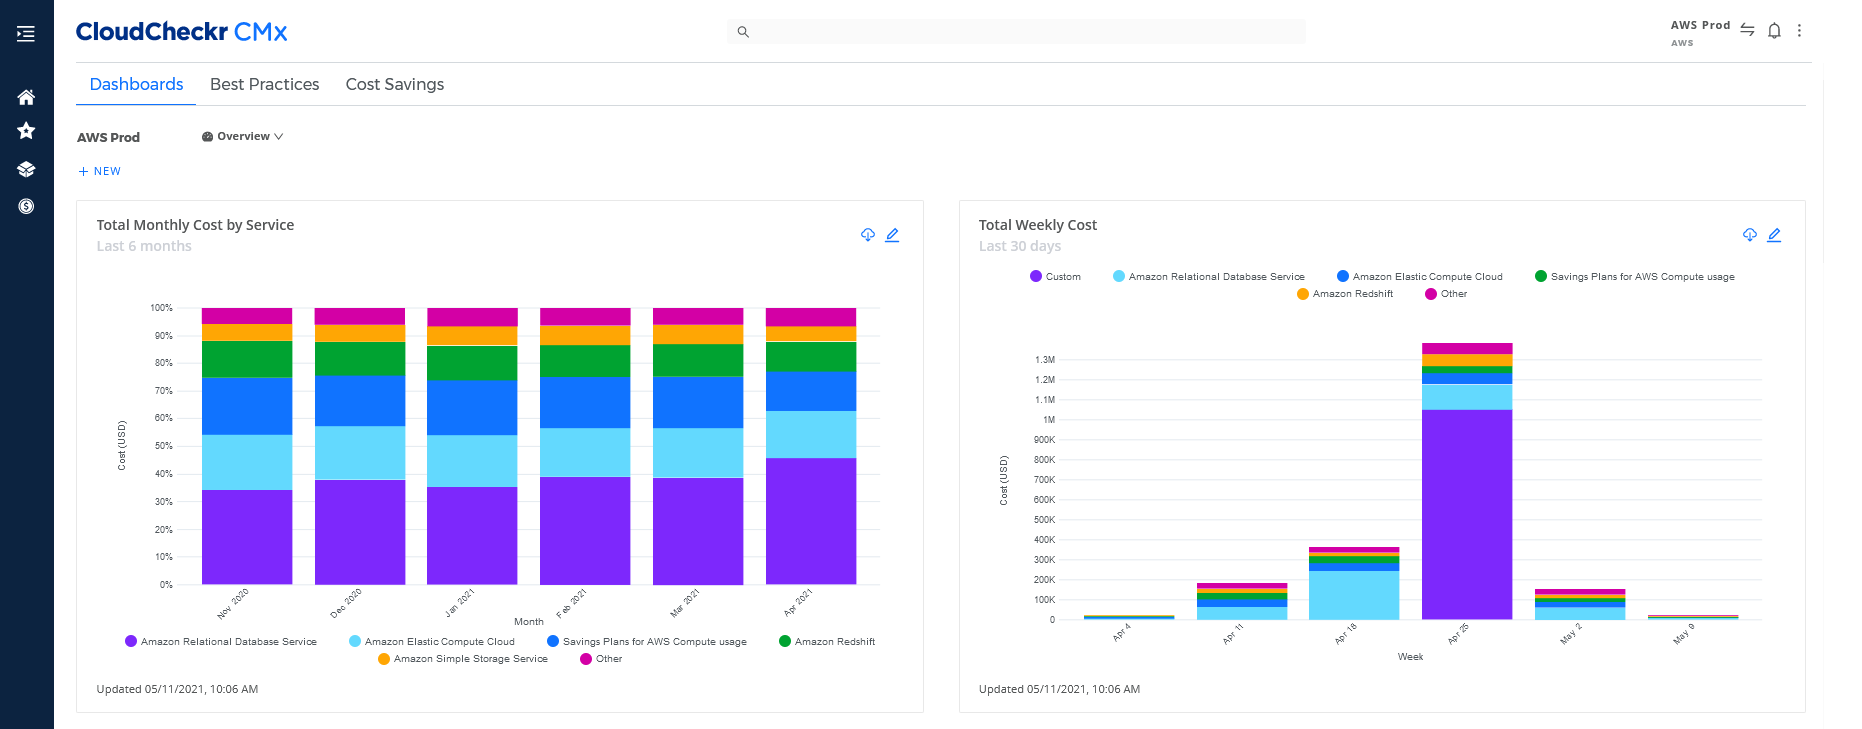 CloudCheckr CMx
AWS Prod
AWS
Dashboards Best Practices Cost Savings
AWS Prod Overview
+ NEW
Total Monthly Cost by Service
Last 6 months
100%
90%
80%
70%
60%
50%
40%
30%
20%
10%
0%
Cost (USD)
Nov 2020 Dec 2020 Jan 2021 Feb 2021 Mar 2021 Apr 2021
Month
Amazon Relational Database Service Amazon Elastic Compute Cloud Savings Plans for AWS Compute usage Amazon Redshift
Amazon Simple Storage Service Other
Updated 05/11/2021, 10:06 AM
Total Weekly Cost
Last 30 days
Custom Amazon Relational Database Service Amazon Elastic Compute Cloud Savings Plans for AWS Compute usage
Amazon Redshift Other
1.3M
1.2M
1.1M
1M
900K
800K
700K
600K
500K
400K
300K
200K
100K
0
Cost (USD)
Apr 4 Apr 11 Apr 18 Apr 25 May 2 May 9
Week
Updated 05/11/2021, 10:06 AM